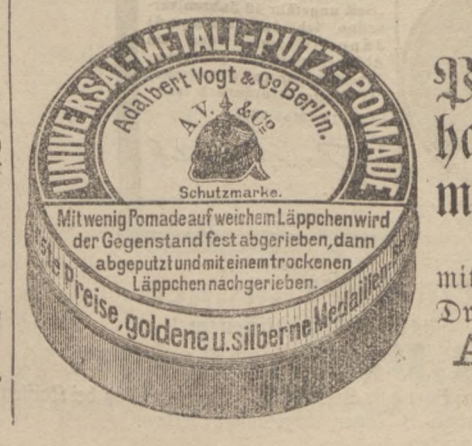 UNIVERSAL-METALL-PUTZ-POMADE
Adalbert Vogt & Co Berlin.
A.V. & Co
Schutzmarke.
Mit wenig Pomade auf weichem Läppchen wird
der Gegenstand fest abgerieben, dann
abgeputzt und mit einem trockenen
Läppchen nachgerieben.
Preise, goldene u. silberne Medaillen
mit